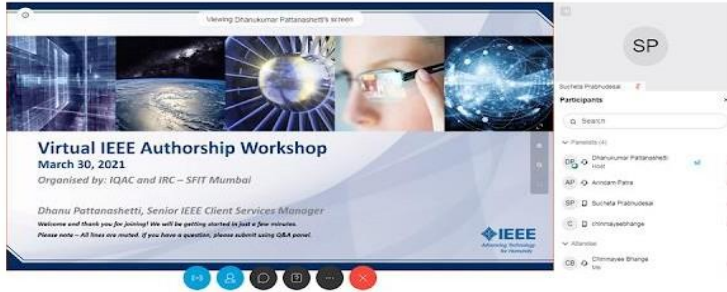 Viewing Dhanukumar Pattanashetti's screen
SP
Virtual IEEE Authorship Workshop
March 30, 2021
Organised by: IQAC and IRC – SFIT Mumbai
Dhanu Pattanashetti, Senior IEEE Client Services Manager
Welcome and thank you for joining! We will be getting started in just a few minutes.
Please note – All lines are muted. If you have a question, please submit using Q&A panel.
IEEE
Advancing Technology
for Humanity
Sucheta Prabhudesai
Participants
Search
Panelists (4)
DP Dhanukumar Pattanashetti
Host
AP Arindam Patra
SP Sucheta Prabhudesai
C chinmayeebhange
CB Chinmayee Bhange
Me